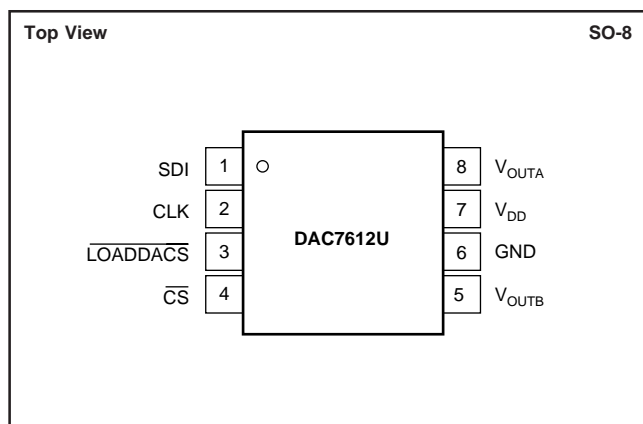 Top View SO-8
SDI 1 8 VOUTA
CLK 2 7 VDD
DAC7612U
LOADDACS 3 6 GND
CS 4 5 VOUTB